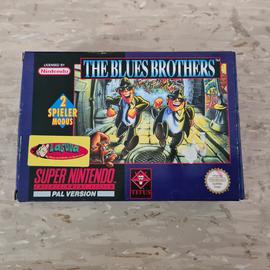 LICENSED BY
Nintendo
THE BLUES BROTHERS
2
SPIELER
MODUS
SUPER NINTENDO
ENTERTAINMENT SYSTEM
PAL VERSION
TITUS